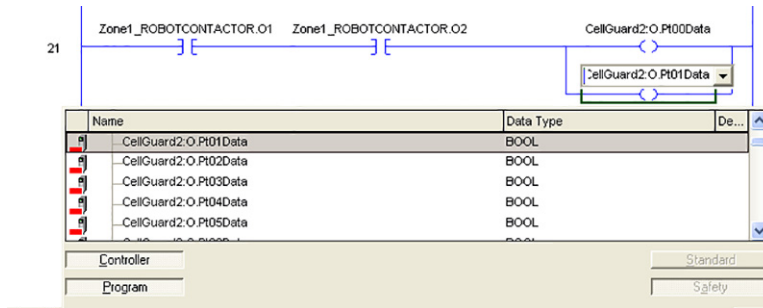 Zone1_ROBOTCONTACTOR.O1 Zone1_ROBOTCONTACTOR.O2 CellGuard2:O.Pt00Data
21
CellGuard2:O.Pt01Data
Name Data Type De...
CellGuard2:O.Pt01Data BOOL
CellGuard2:O.Pt02Data BOOL
CellGuard2:O.Pt03Data BOOL
CellGuard2:O.Pt04Data BOOL
CellGuard2:O.Pt05Data BOOL
Controller Standard
Program Safety